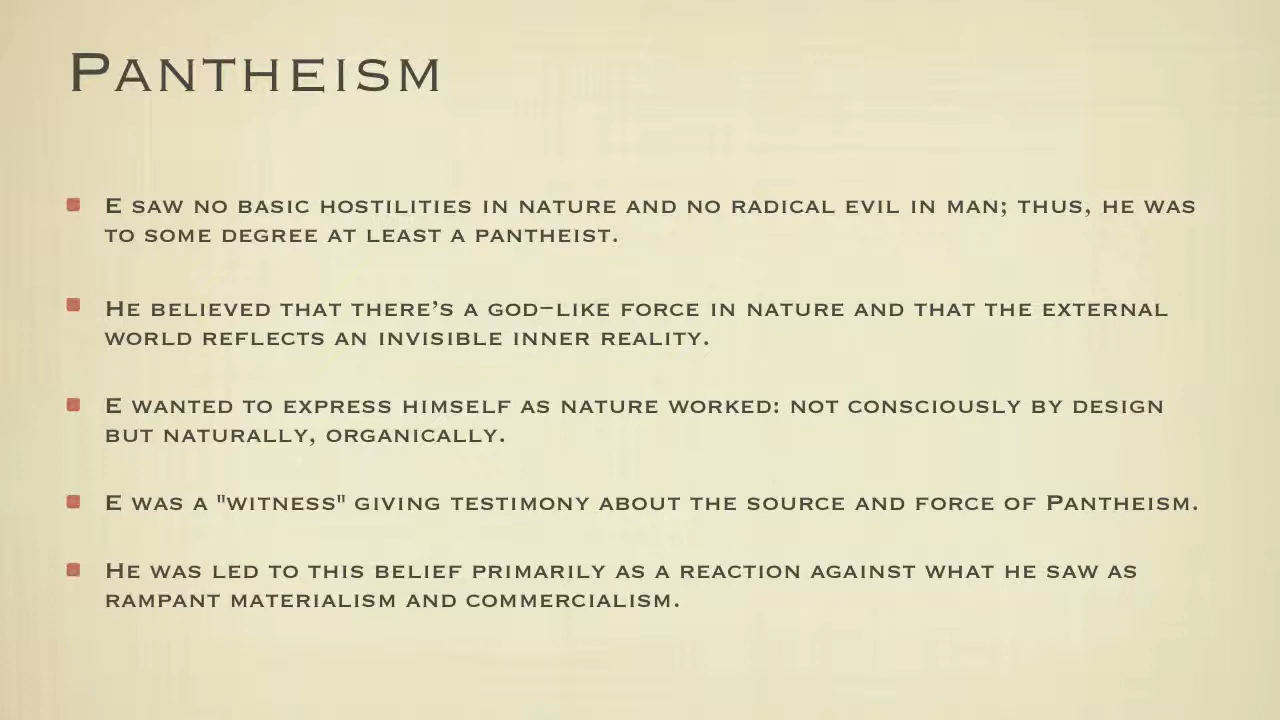 Pantheism
E saw no basic hostilities in nature and no radical evil in man; thus, he was
to some degree at least a pantheist.
He believed that there's a god-like force in nature and that the external
world reflects an invisible inner reality.
E wanted to express himself as nature worked: not consciously by design
but naturally, organically.
E was a "witness" giving testimony about the source and force of Pantheism.
He was led to this belief primarily as a reaction against what he saw as
rampant materialism and commercialism.